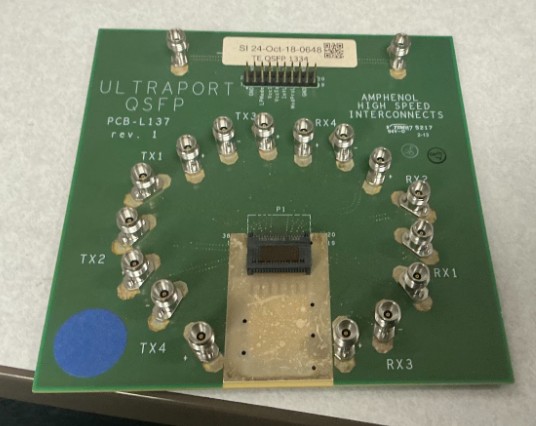 SI 24-Oct-18-0648
TE QSFP 1334
ULTRAPORT
QSFP
PCB-L137
rev. 1
AMPHENOL
HIGH SPEED
INTERCONNECTS
TX3
RX4
TX1
RX2
P1
TX2
RX1
TX4
RX3